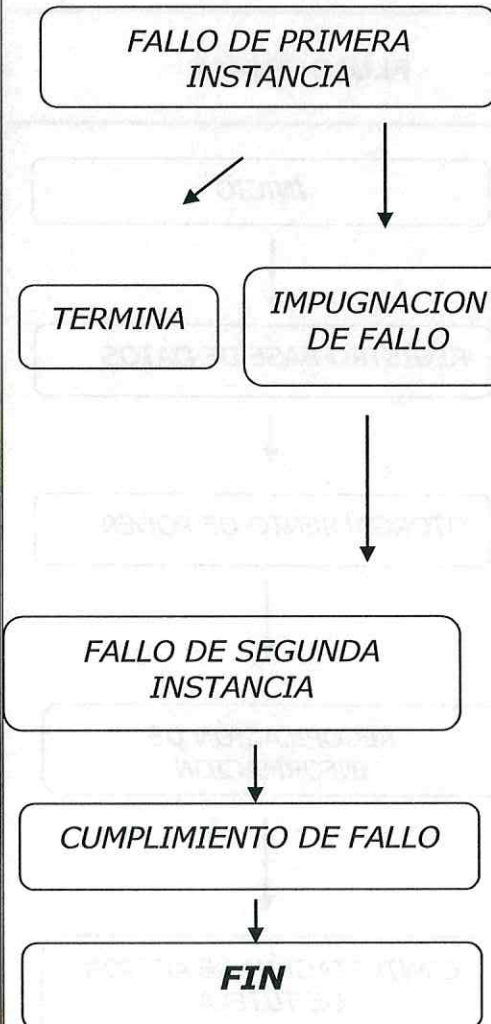 FALLO DE PRIMERA
INSTANCIA
TERMINA
IMPUGNACION
DE FALLO
FALLO DE SEGUNDA
INSTANCIA
CUMPLIMIENTO DE FALLO
FIN